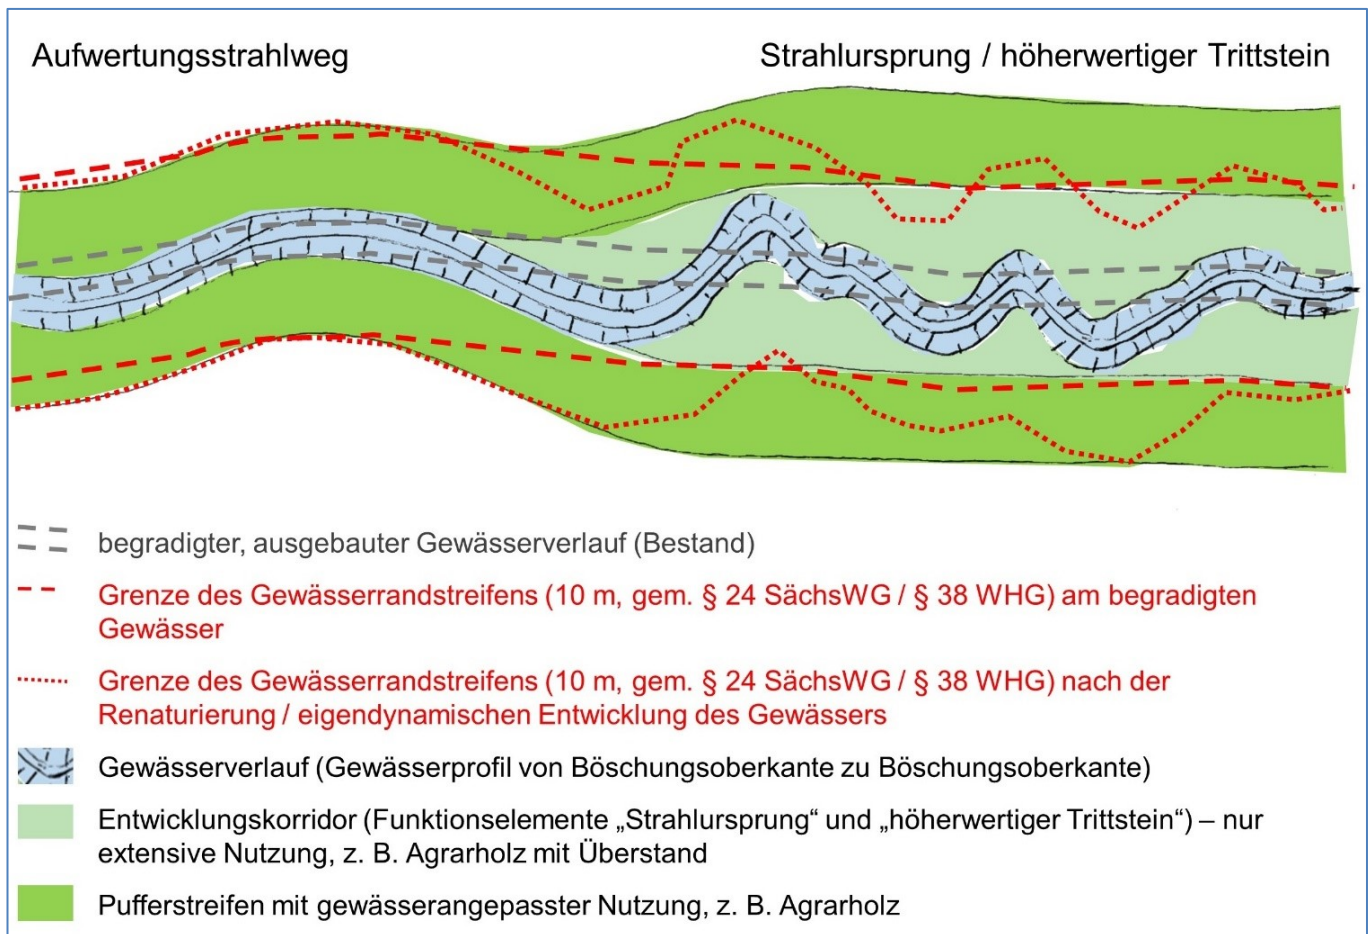 Aufwertungsstrahlweg
Strahlursprung / höherwertiger Trittstein
begradigter, ausgebauter Gewässerverlauf (Bestand)
Grenze des Gewässerrandstreifens (10 m, gem. § 24 SächsWG / § 38 WHG) am begradigten
Gewässer
Grenze des Gewässerrandstreifens (10 m, gem. § 24 SächsWG / § 38 WHG) nach der
Renaturierung / eigendynamischen Entwicklung des Gewässers
Gewässerverlauf (Gewässerprofil von Böschungsoberkante zu Böschungsoberkante)
Entwicklungskorridor (Funktionselemente „Strahlursprung“ und „höherwertiger Trittstein“) – nur
extensive Nutzung, z. B. Agrarholz mit Überstand
Pufferstreifen mit gewässerangepasster Nutzung, z. B. Agrarholz